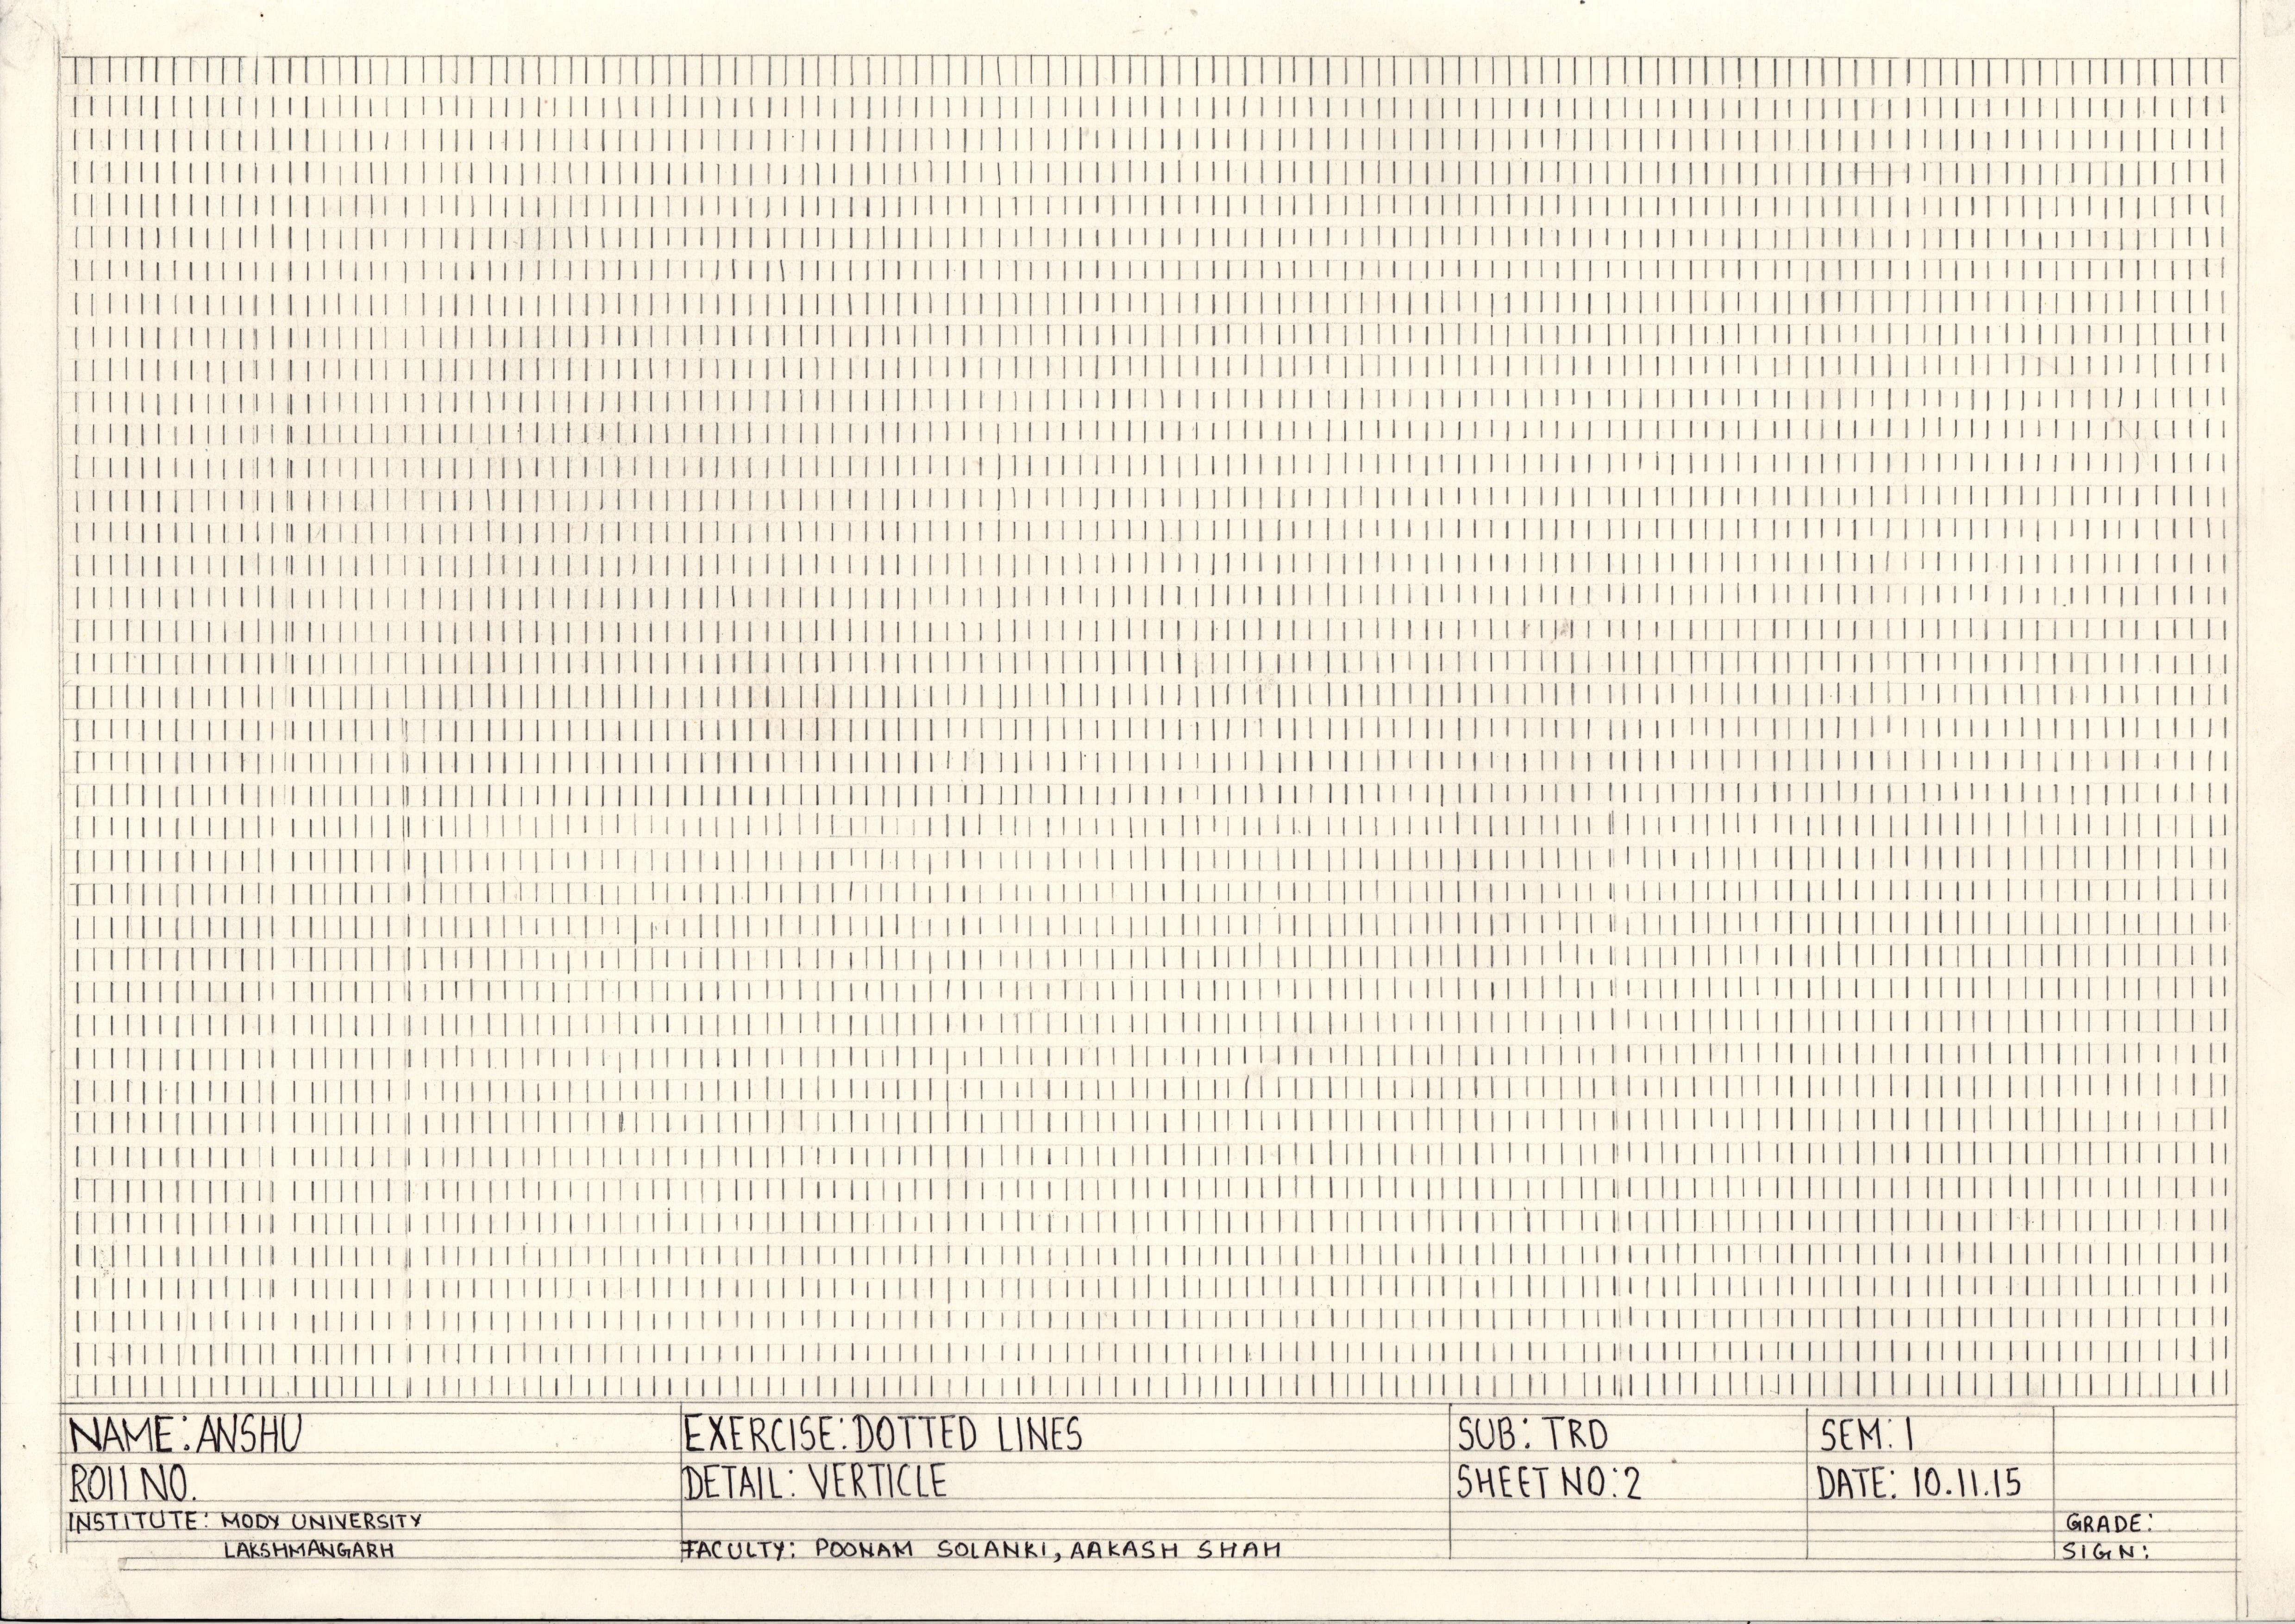 NAME: ANSHU
EXERCISE: DOTTED LINES
SUB: TRD
SEM: 1
ROll NO.
DETAIL: VERTICLE
SHEET NO: 2
DATE: 10.11.15
INSTITUTE: MODY UNIVERSITY
LAKSHMANGARH
FACULTY: POONAM SOLANKI, AAKASH SHAH
GRADE:
SIGN: